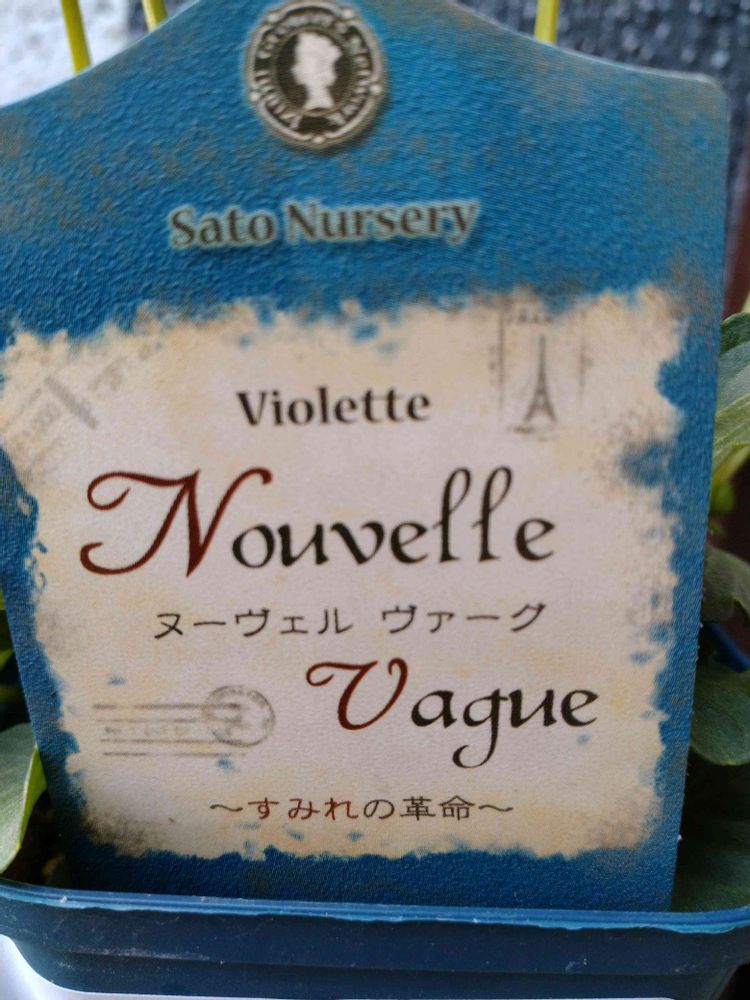 Sato Nursery
Violette
Nouvelle
ヌーヴェル ヴァーグ
Vague
～すみれの革命～